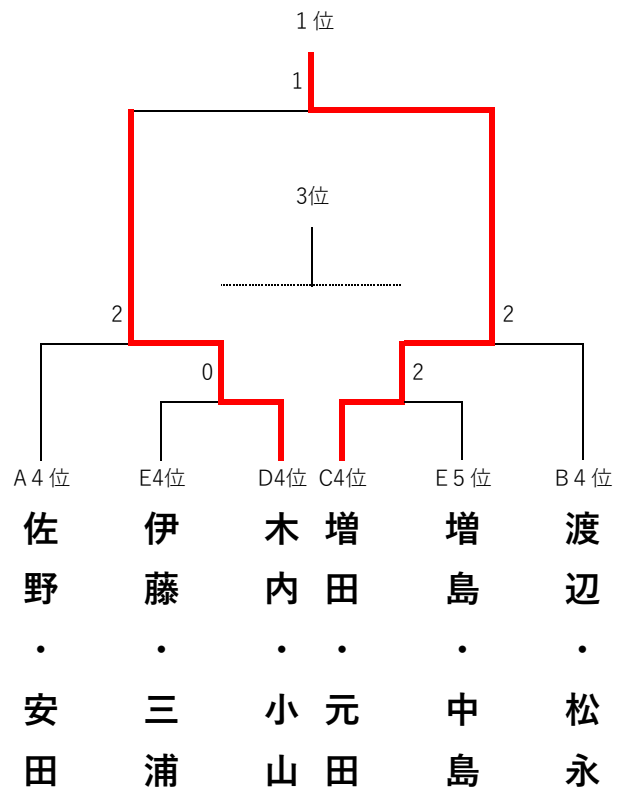 1位
1
3位
2
2
0
2
A4位
E4位
D4位
C4位
E5位
B4位
佐野・安田
伊藤・三浦
木内・小山
増田・元田
増島・中島
渡辺・松永